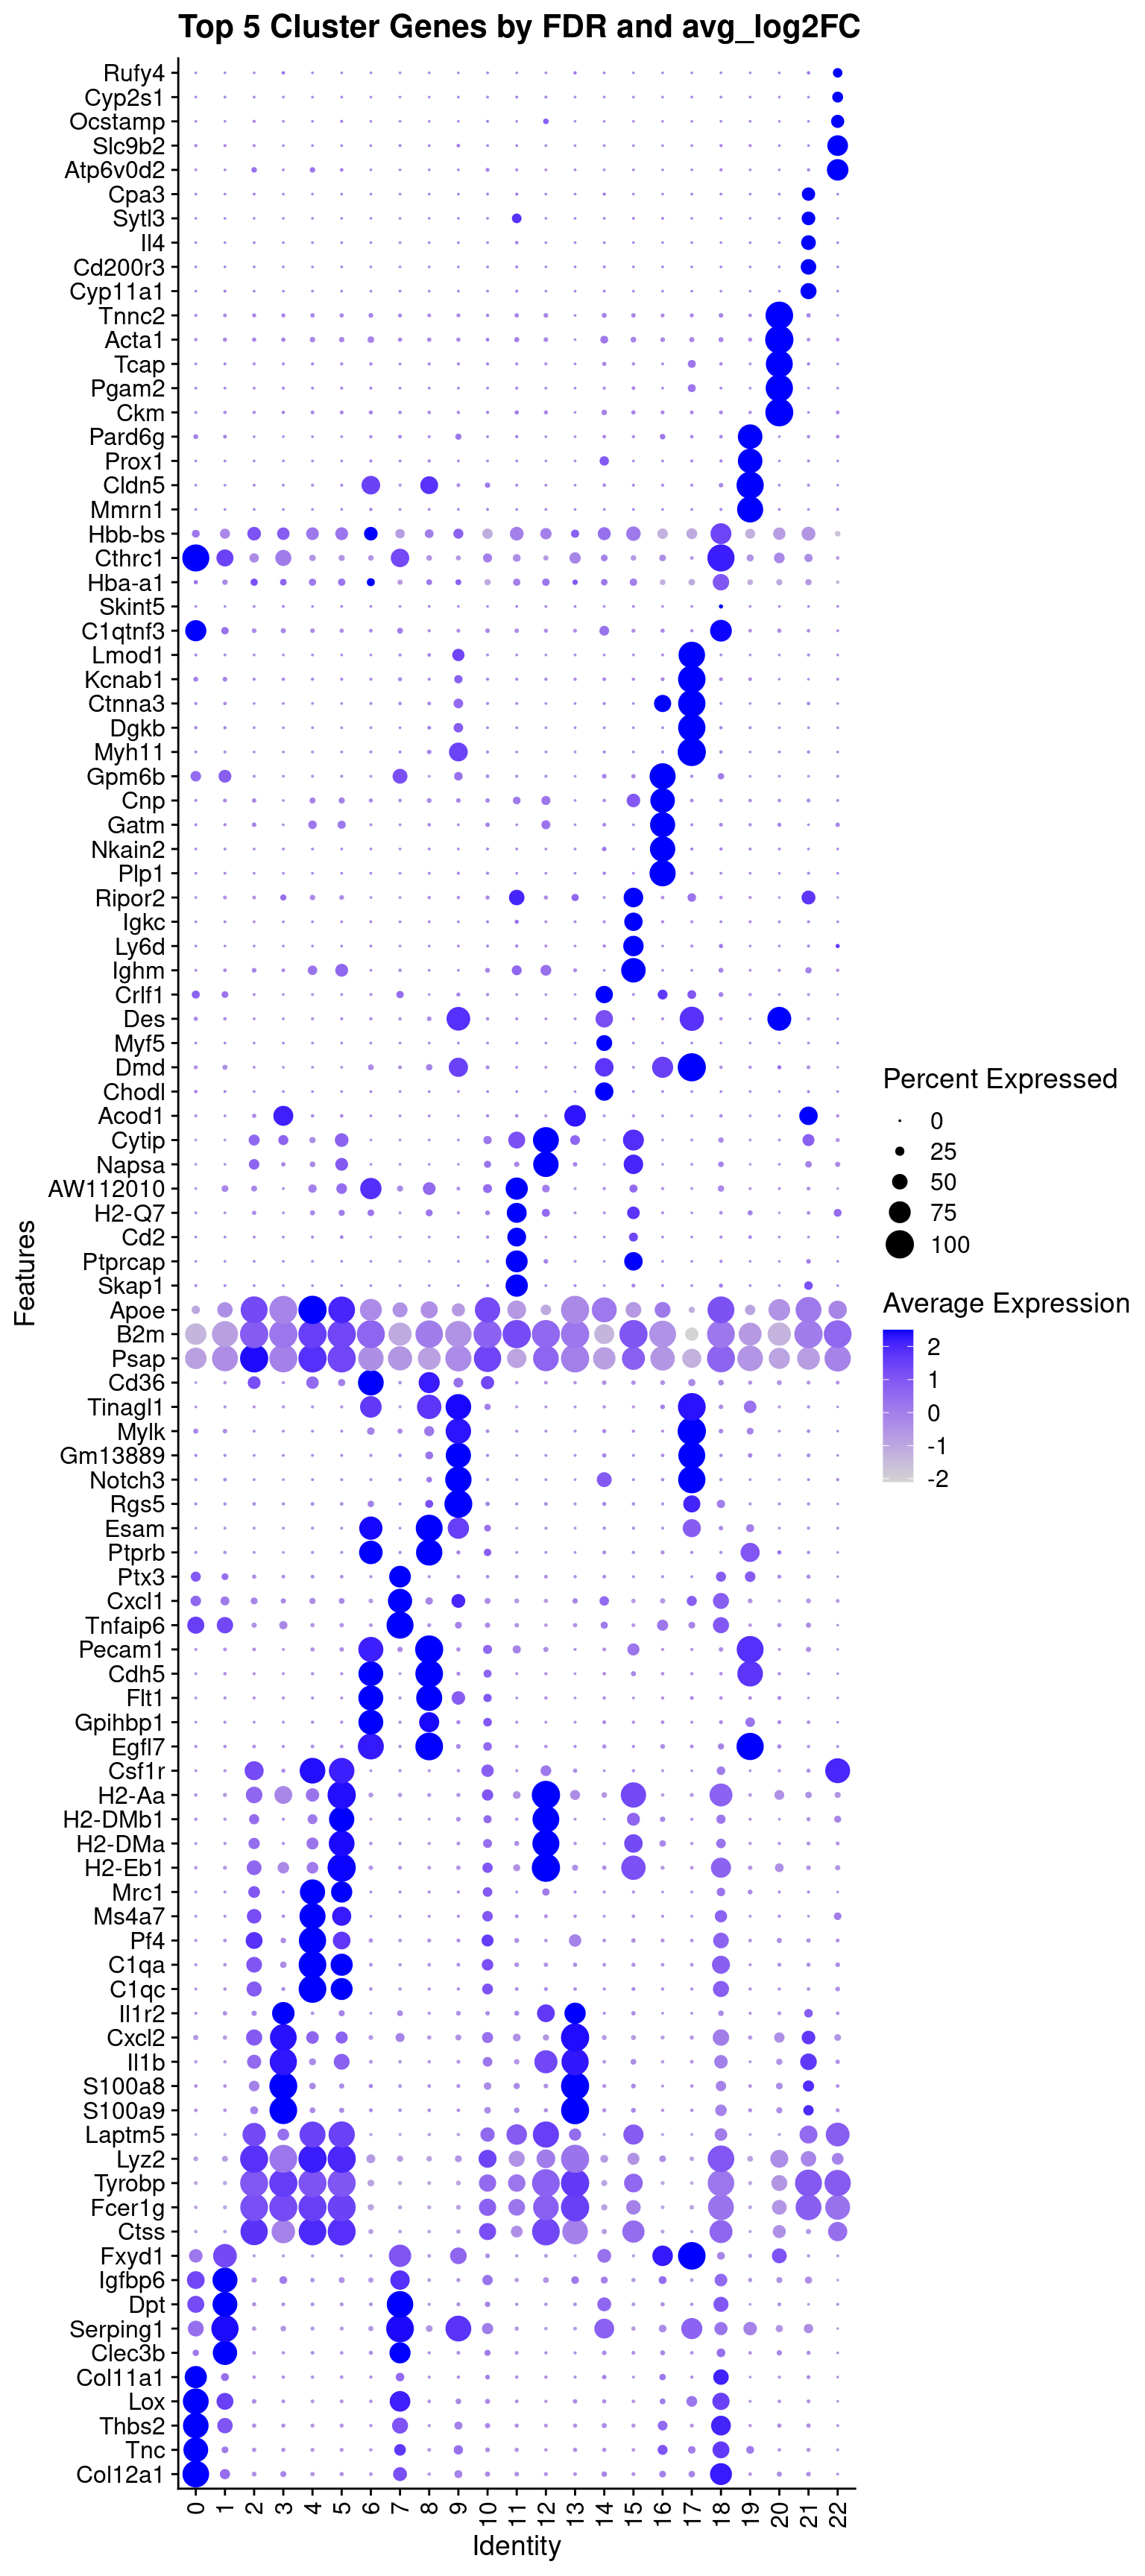 Top 5 Cluster Genes by FDR and avg_log2FC
Rufy4
Cyp2s1
Ocstamp
Slc9b2
Atp6v0d2
Cpa3
Sytl3
Il4
Cd200r3
Cyp11a1
Tnnc2
Acta1
Tcap
Pgam2
Ckm
Pard6g
Prox1
Cldn5
Mmrn1
Hbb-bs
Cthrc1
Hba-a1
Skint5
C1qtnf3
Lmod1
Kcnab1
Ctnna3
Dgkb
Myh11
Gpm6b
Cnp
Gatm
Nkain2
Plp1
Ripor2
Igkc
Ly6d
Ighm
Crlf1
Des
Myf5
Dmd
Chodl
Acod1
Cytip
Napsa
AW112010
H2-Q7
Cd2
Ptprcap
Skap1
Apoe
B2m
Psap
Cd36
Tinagl1
Mylk
Gm13889
Notch3
Rgs5
Esam
Ptprb
Ptx3
Cxcl1
Tnfaip6
Pecam1
Cdh5
Flt1
Gpihbp1
Egfl7
Csf1r
H2-Aa
H2-DMb1
H2-DMa
H2-Eb1
Mrc1
Ms4a7
Pf4
C1qa
C1qc
Il1r2
Cxcl2
Il1b
S100a8
S100a9
Laptm5
Lyz2
Tyrobp
Fcer1g
Ctss
Fxyd1
Igfbp6
Dpt
Serping1
Clec3b
Col11a1
Lox
Thbs2
Tnc
Col12a1
Features
0 1 2 3 4 5 6 7 8 9 10 11 12 13 14 15 16 17 18 19 20 21 22
Identity
Percent Expressed
0
25
50
75
100
Average Expression
2
1
0
-1
-2